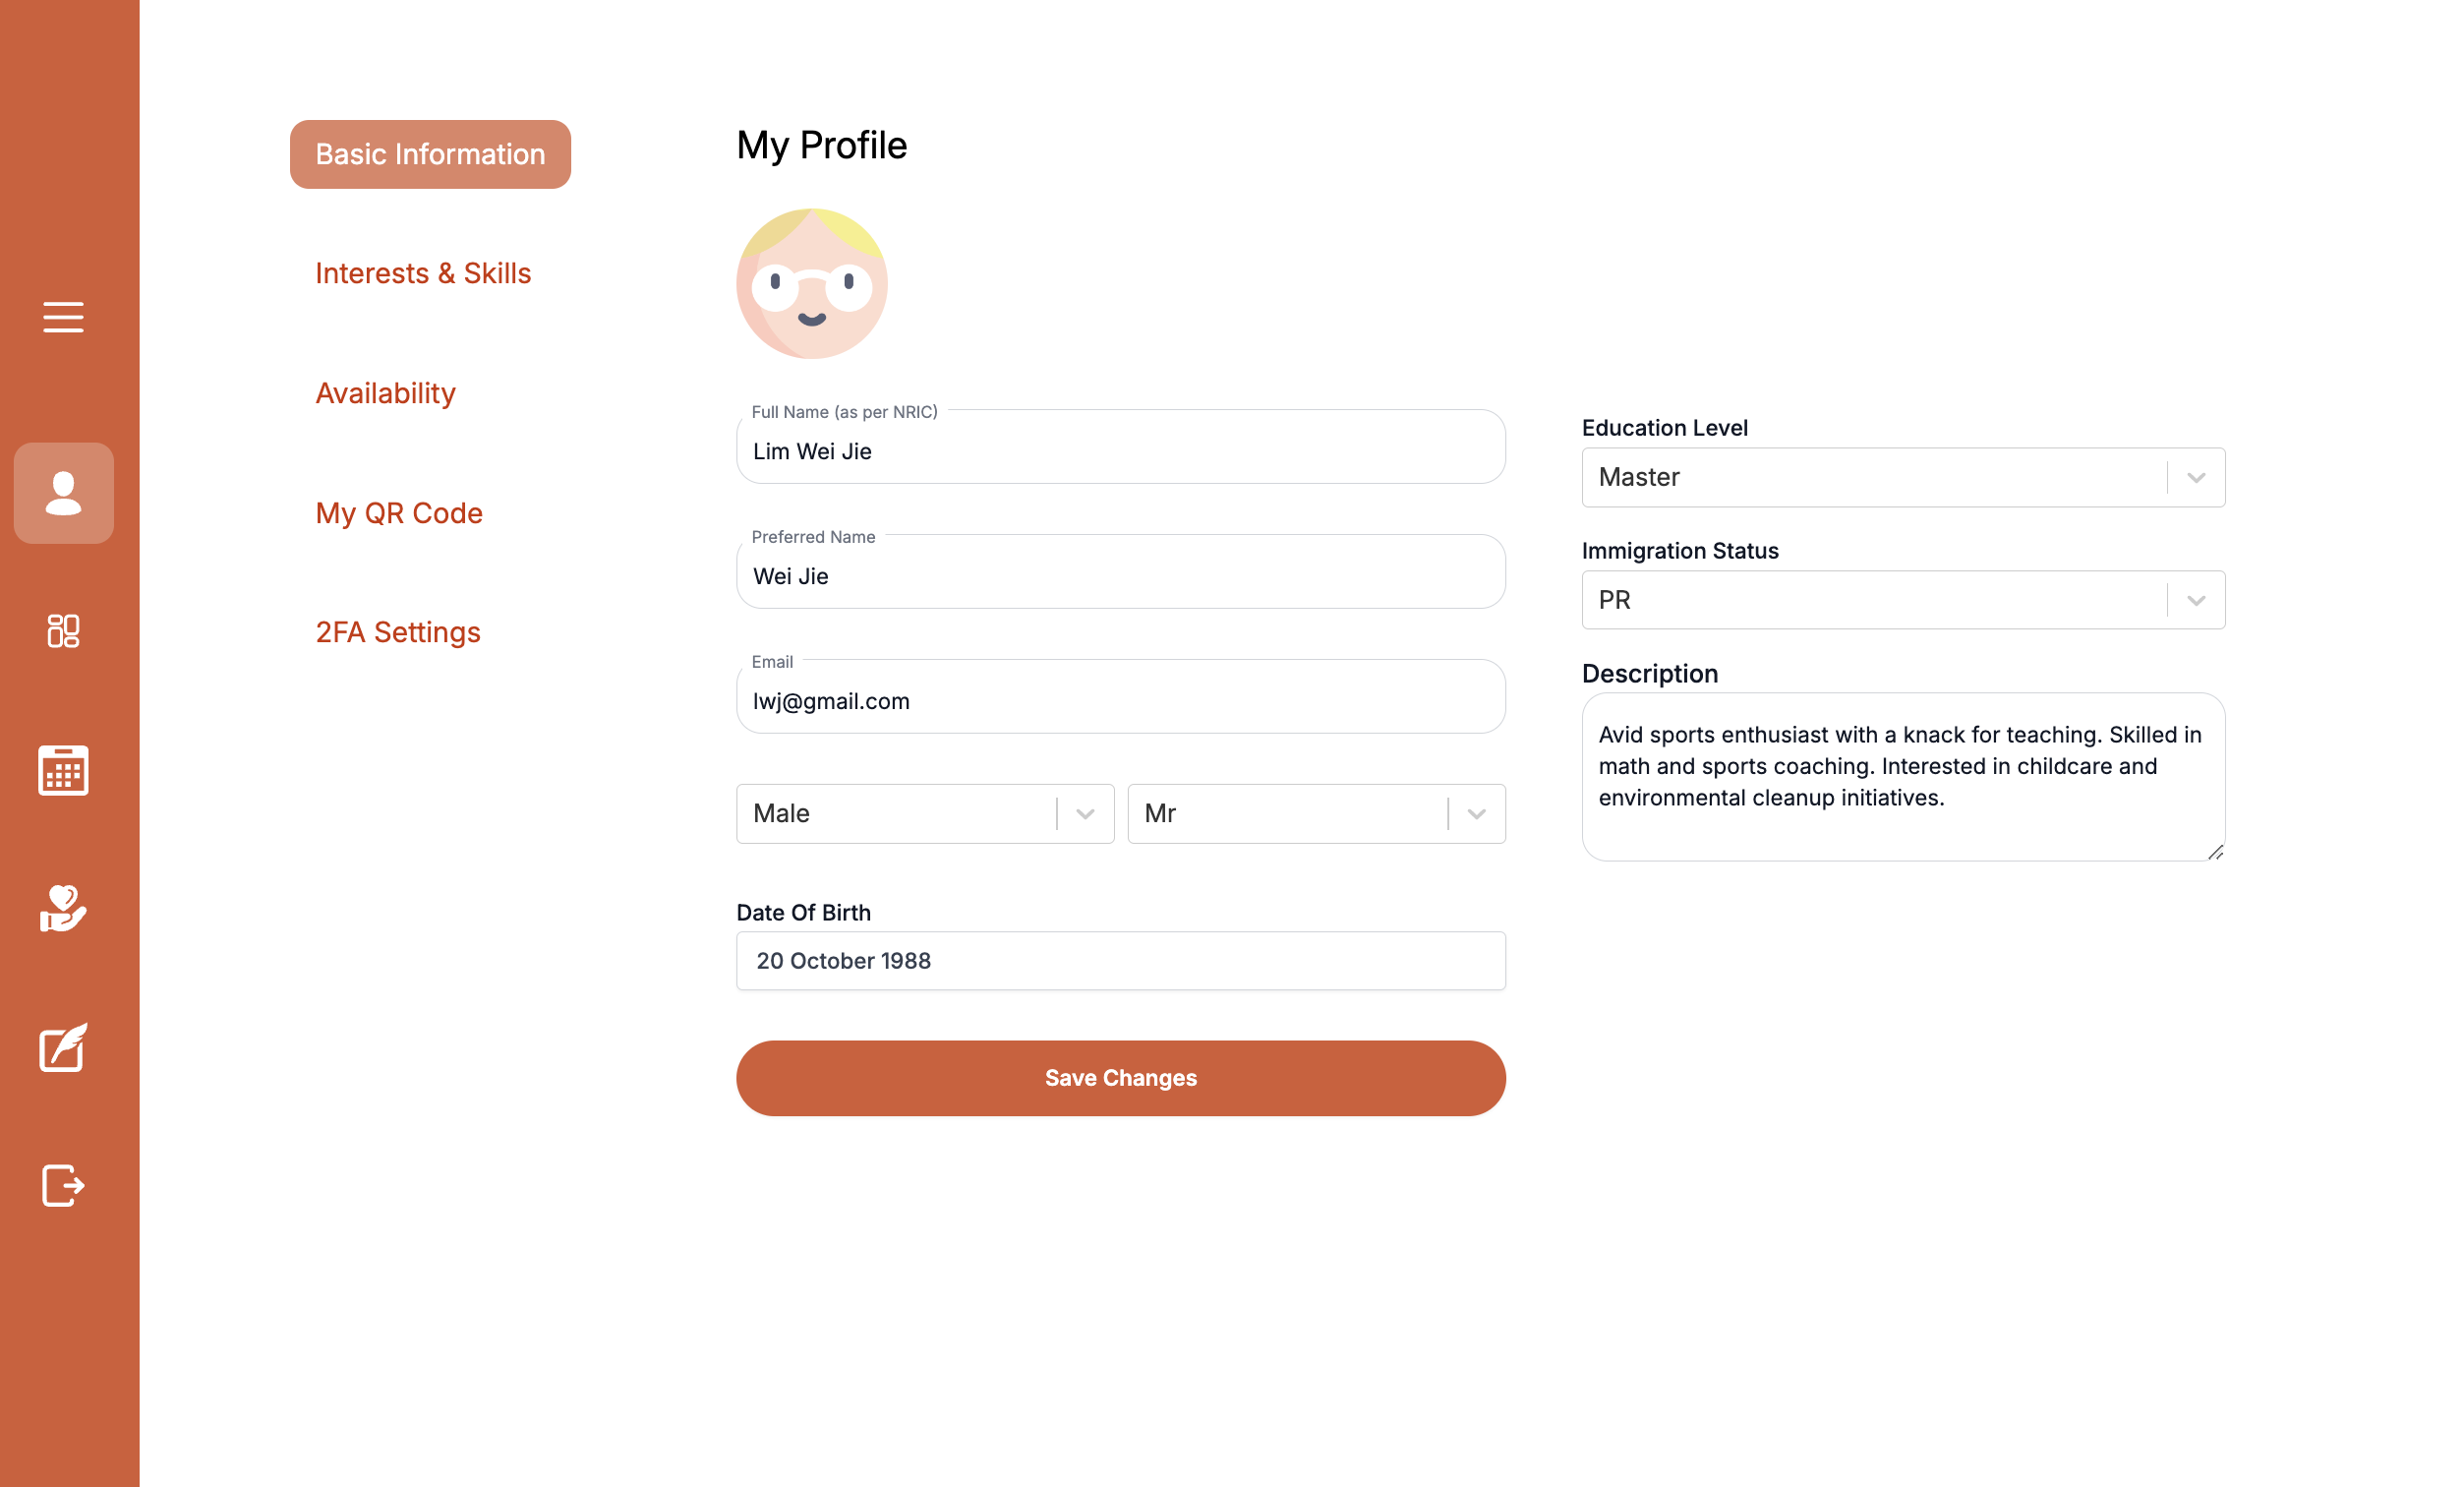 Basic Information
Interests & Skills
Availability
My QR Code
2FA Settings
My Profile
Full Name (as per NRIC)
Lim Wei Jie
Preferred Name
Wei Jie
Email
lwj@gmail.com
Male
Mr
Date Of Birth
20 October 1988
Save Changes
Education Level
Master
Immigration Status
PR
Description
Avid sports enthusiast with a knack for teaching. Skilled in
math and sports coaching. Interested in childcare and
environmental cleanup initiatives.